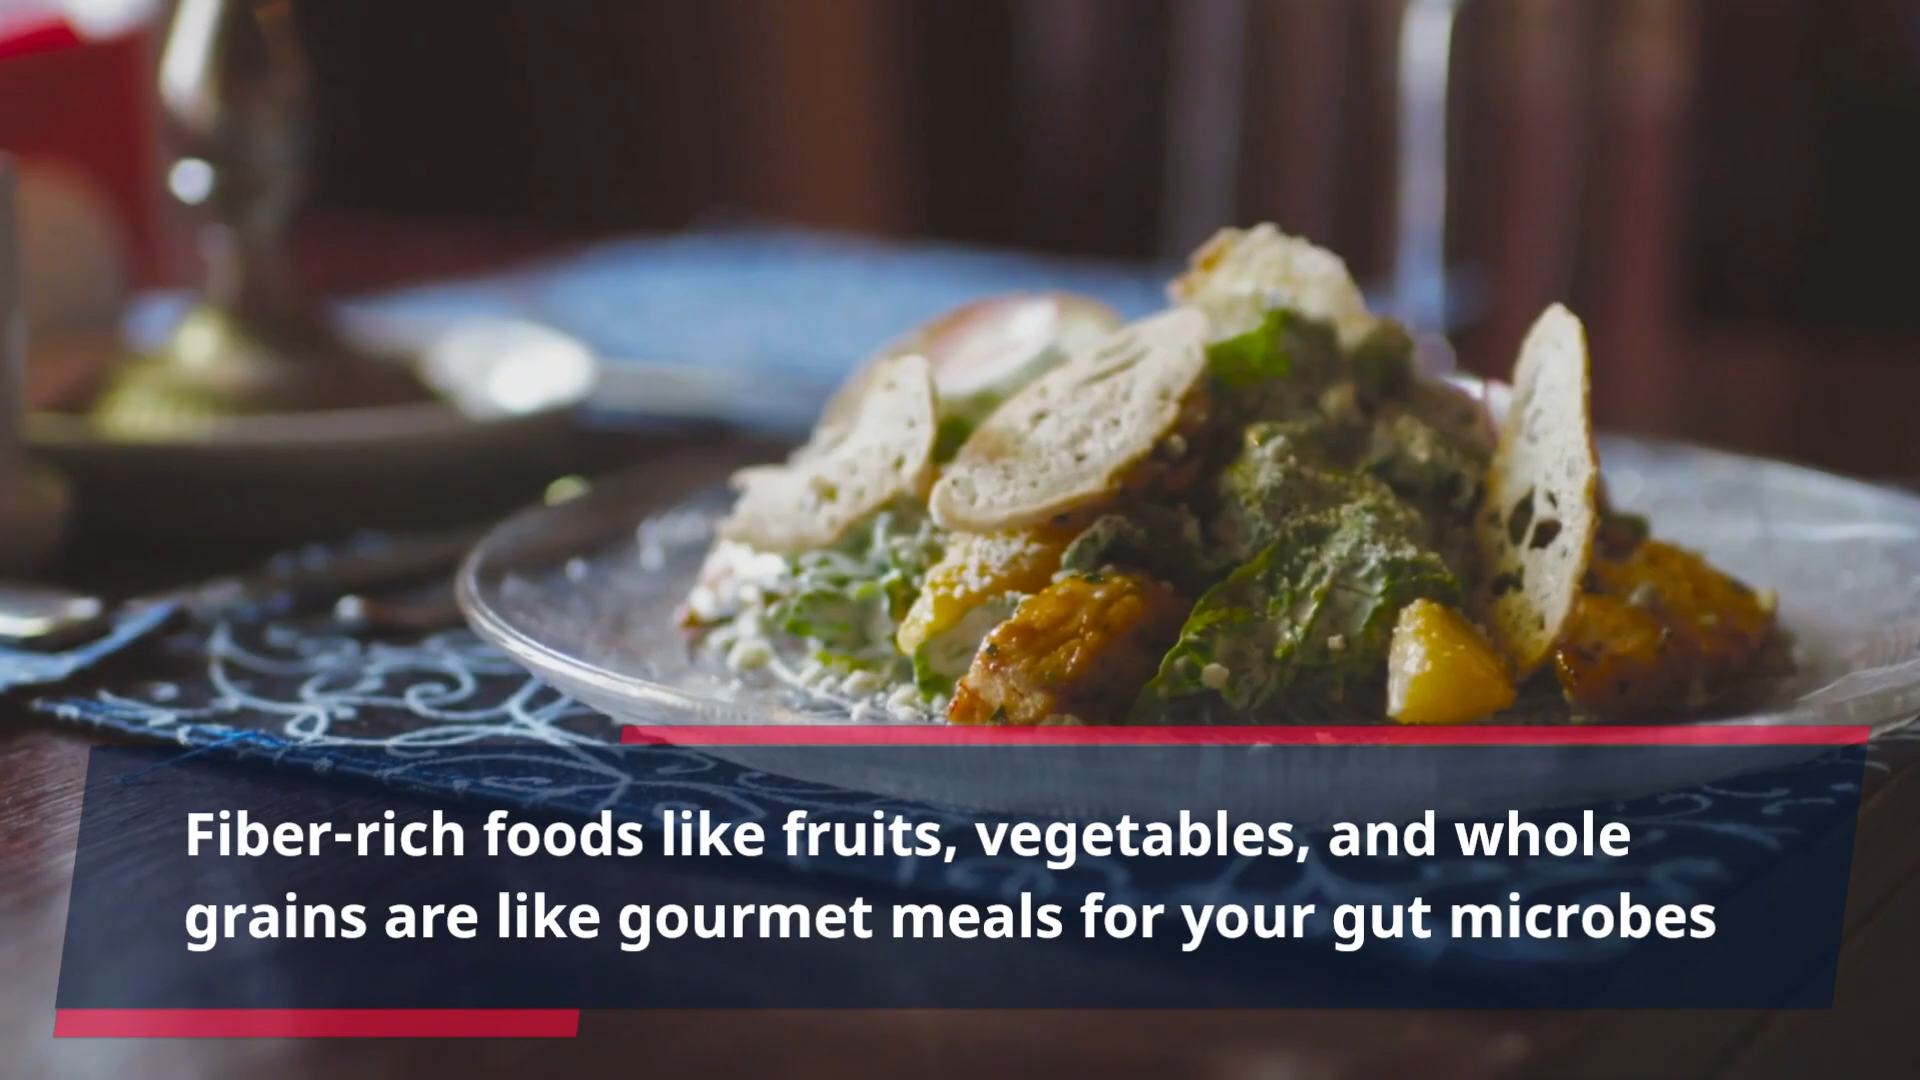 Fiber-rich foods like fruits, vegetables, and whole
grains are like gourmet meals for your gut microbes